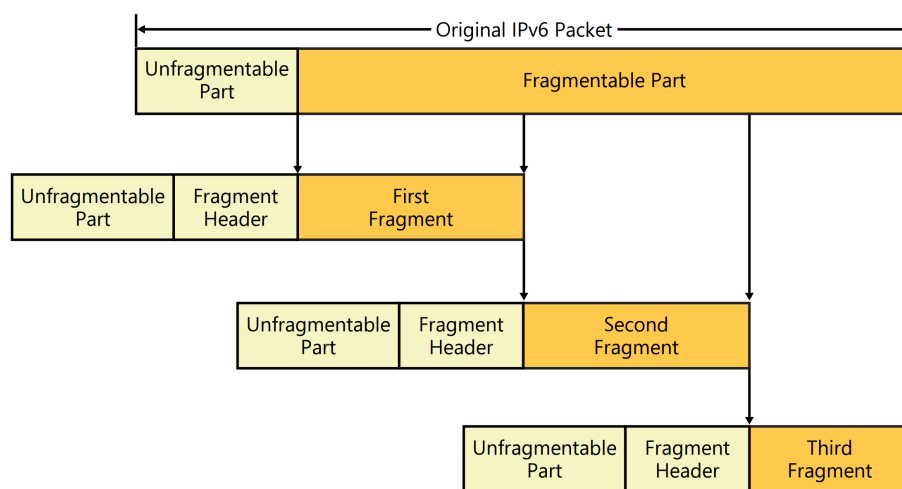 Original IPv6 Packet
Unfragmentable
Part
Fragmentable Part
Unfragmentable
Part
Fragment
Header
First
Fragment
Unfragmentable
Part
Fragment
Header
Second
Fragment
Unfragmentable
Part
Fragment
Header
Third
Fragment